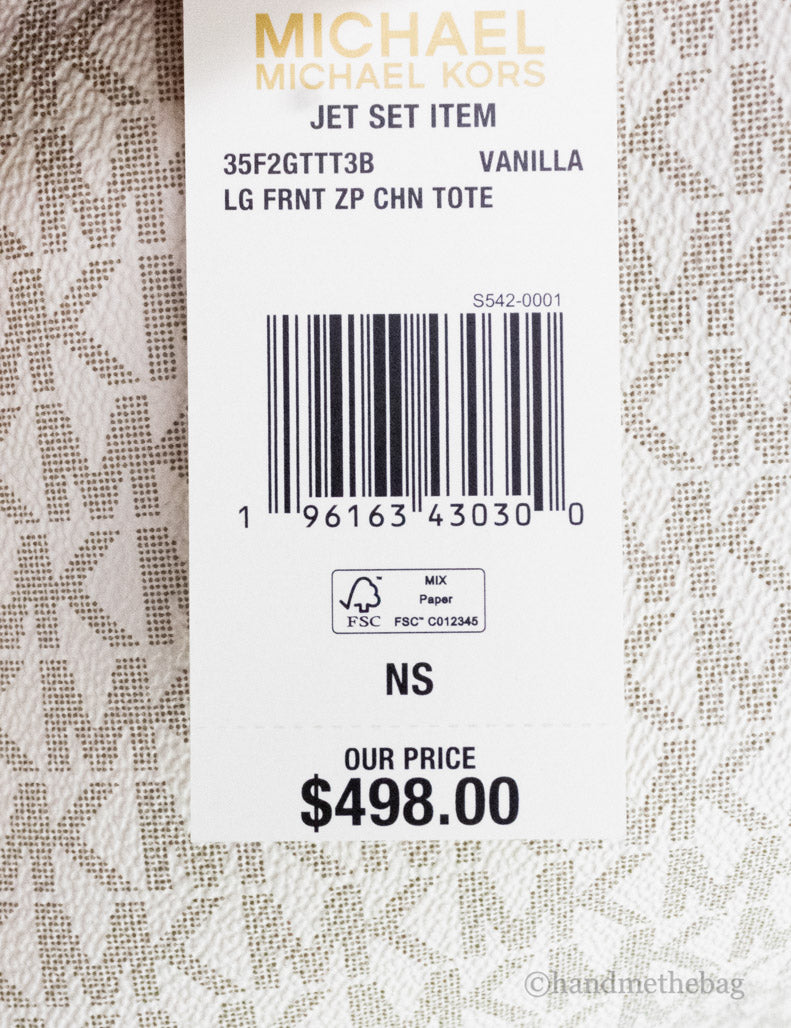 MICHAEL
MICHAEL KORS
JET SET ITEM
35F2GTTT3B VANILLA
LG FRNT ZP CHN TOTE
S542-0001
1 96163 43030 0
FSC™
MIX
Paper
FSC™ C012345
NS
OUR PRICE
$498.00
©handmethebag